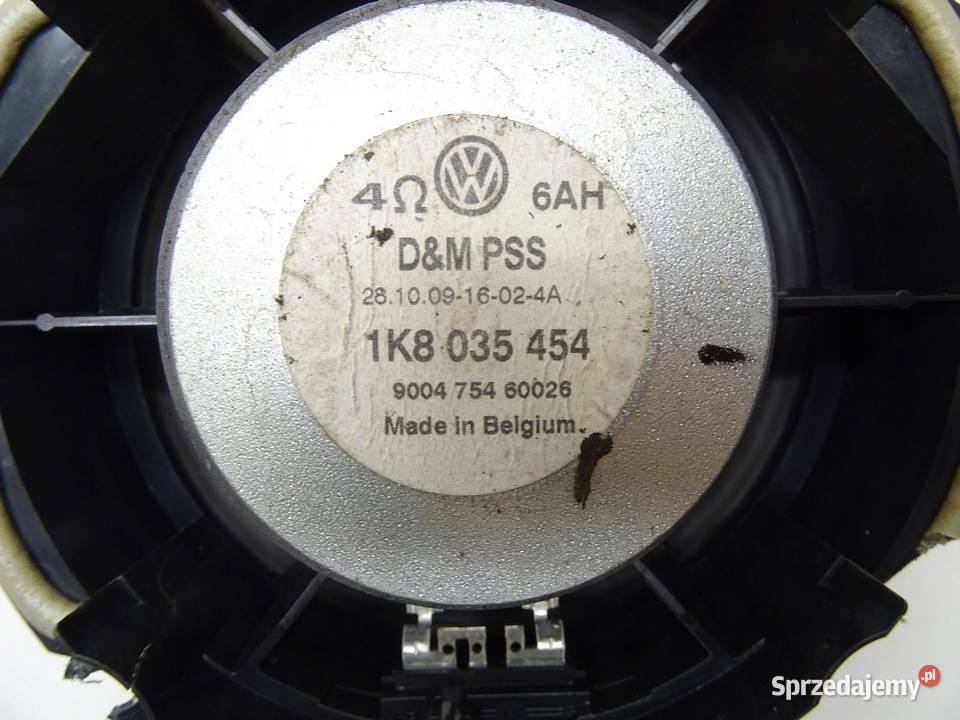 4Ω VW 6AH
D&M PSS
28.10.09-16-02-4A
1K8 035 454
9004 754 60026
Made in Belgium
Sprzedajemy.pl